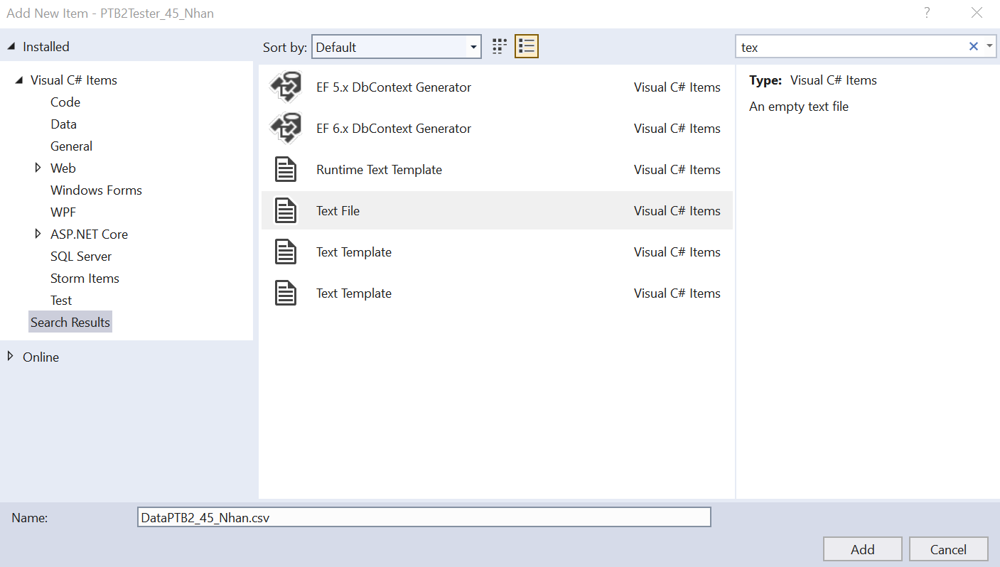 Add New Item - PTB2Tester_45_Nhan
?
Installed
Sort by: Default
tex
Visual C# Items
Code
Data
General
Web
Windows Forms
WPF
ASP.NET Core
SQL Server
Storm Items
Test
Search Results
Online
EF 5.x DbContext Generator Visual C# Items
EF 6.x DbContext Generator Visual C# Items
Runtime Text Template Visual C# Items
Text File Visual C# Items
Text Template Visual C# Items
Text Template Visual C# Items
Type: Visual C# Items
An empty text file
Name: DataPTB2_45_Nhan.csv
Add Cancel